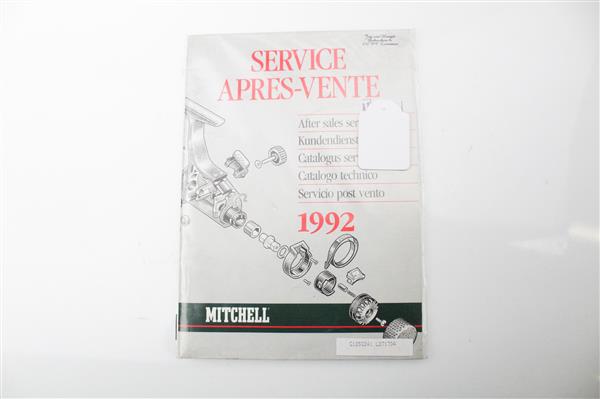 SERVICE
APRES-VENTE
After sales ser
Kundendienst
Catalogus ser
Catalogo technico
Servicio post vento
1992
MITCHELL